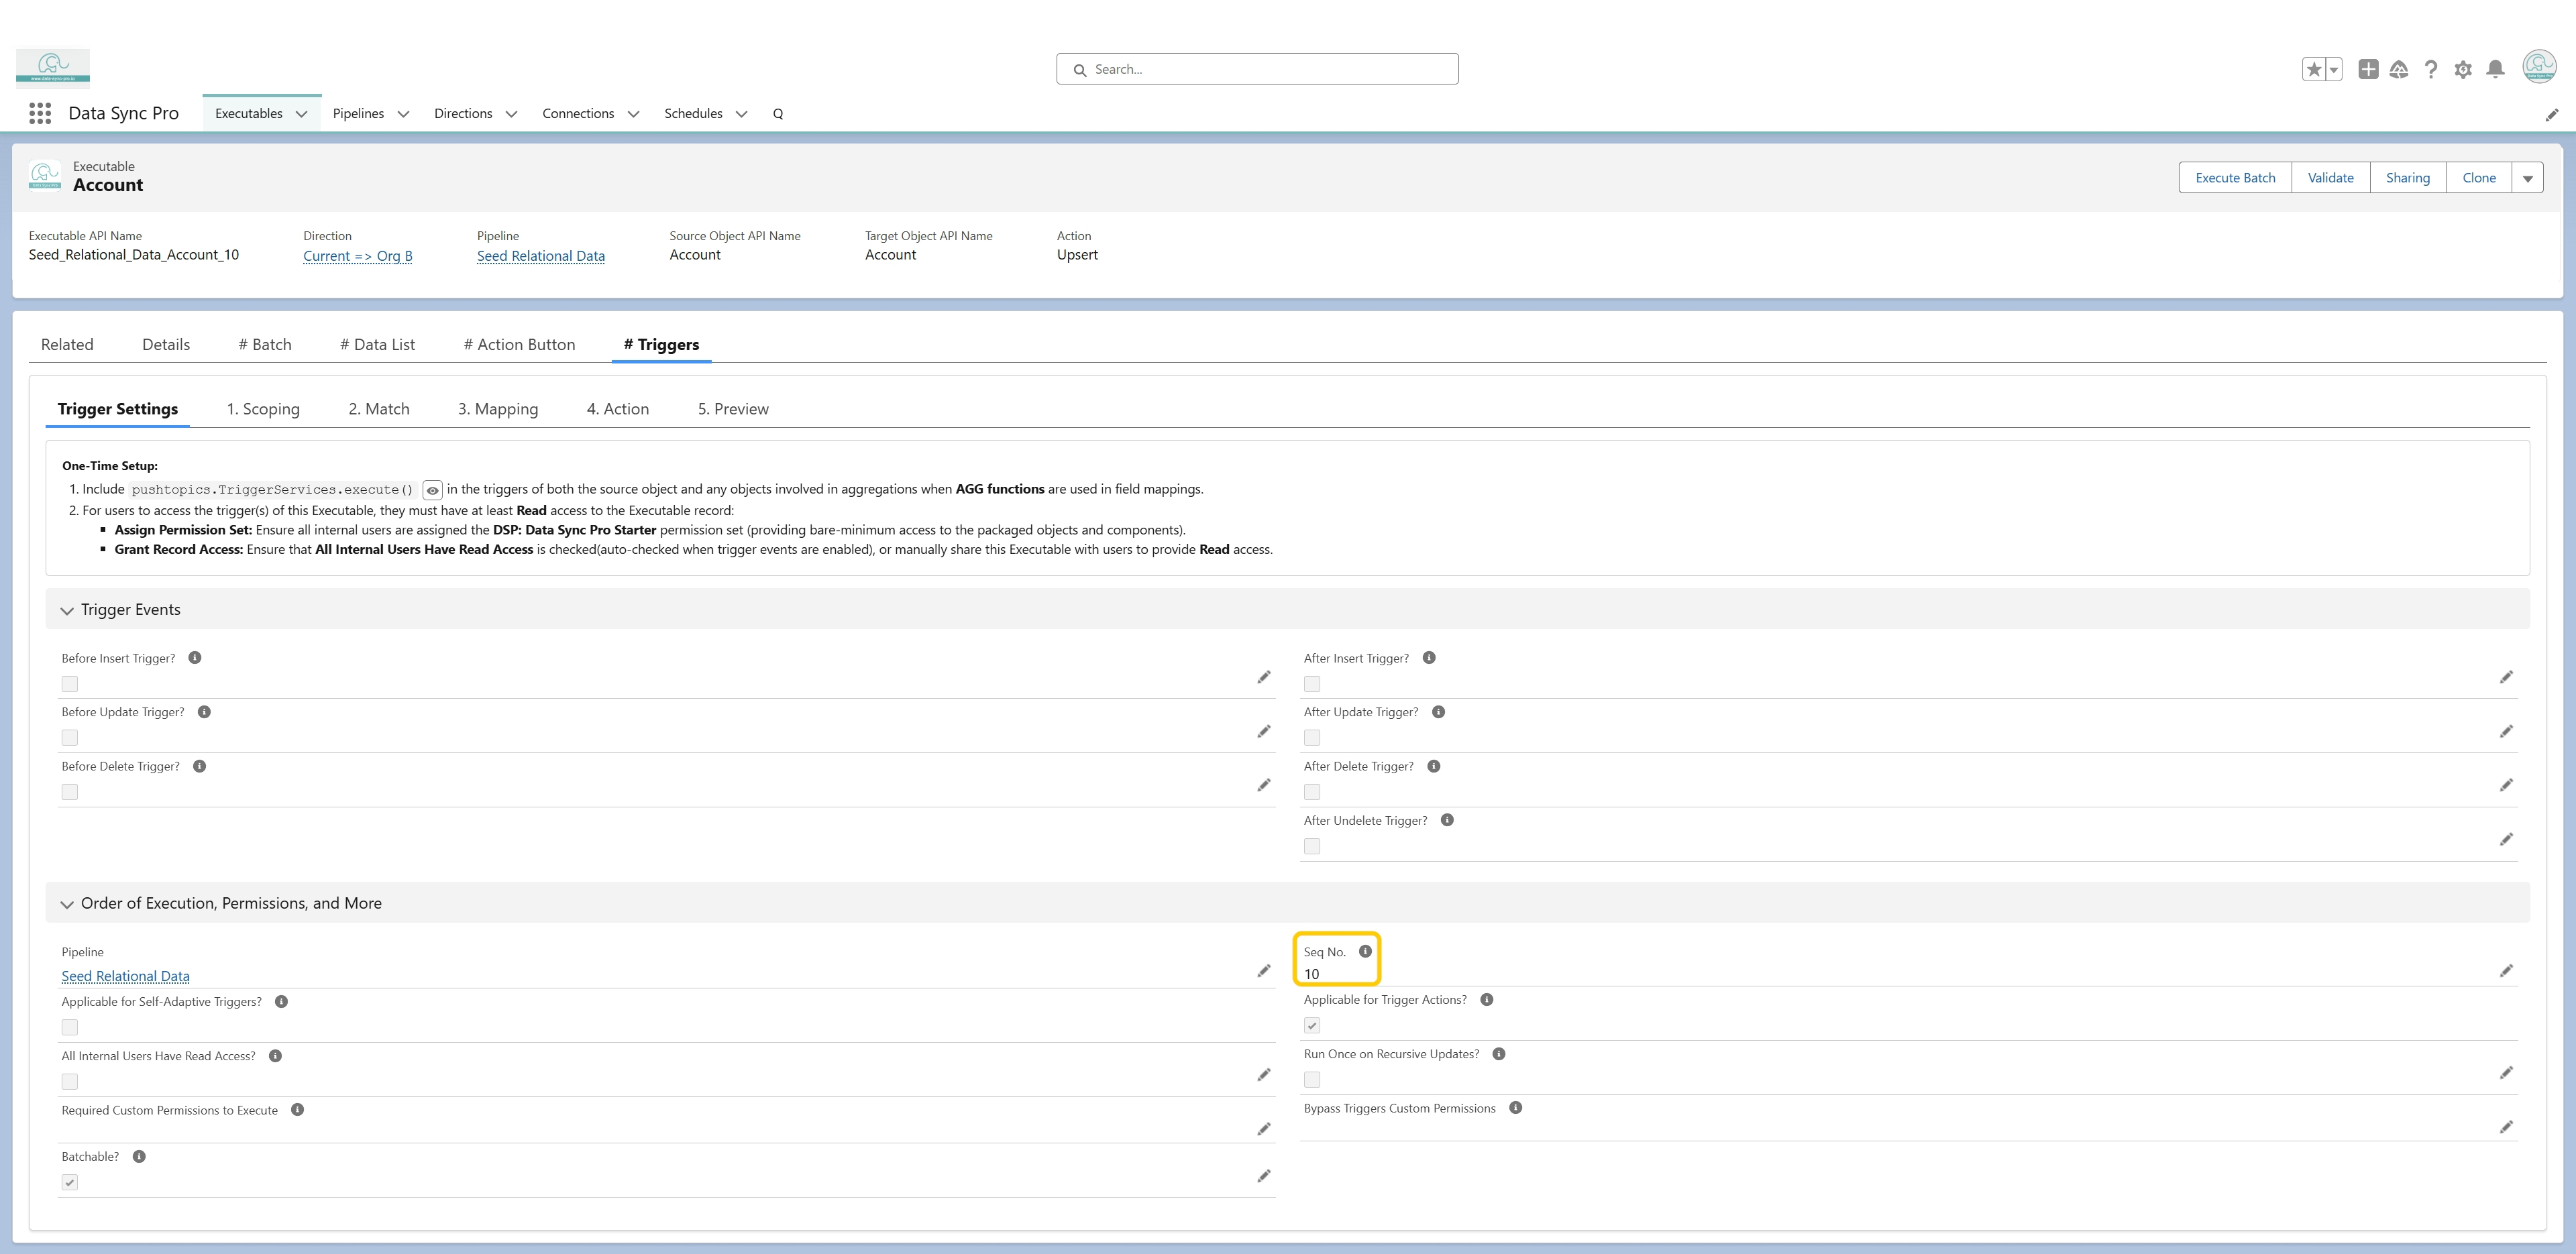 www.data-sync-pro.io
Search...
Data Sync Pro
Executables
Pipelines
Directions
Connections
Schedules
Q
Executable
Account
Execute Batch
Validate
Sharing
Clone
Executable API Name
Direction
Pipeline
Source Object API Name
Target Object API Name
Action
Seed_Relational_Data_Account_10
Current => Org B
Seed Relational Data
Account
Account
Upsert
Related
Details
# Batch
# Data List
# Action Button
# Triggers
Trigger Settings
1. Scoping
2. Match
3. Mapping
4. Action
5. Preview
One-Time Setup:
1. Include pushtopics.TriggerServices.execute() in the triggers of both the source object and any objects involved in aggregations when AGG functions are used in field mappings.
2. For users to access the trigger(s) of this Executable, they must have at least Read access to the Executable record:
Assign Permission Set: Ensure all internal users are assigned the DSP: Data Sync Pro Starter permission set (providing bare-minimum access to the packaged objects and components).
Grant Record Access: Ensure that All Internal Users Have Read Access is checked(auto-checked when trigger events are enabled), or manually share this Executable with users to provide Read access.
Trigger Events
Before Insert Trigger?
After Insert Trigger?
Before Update Trigger?
After Update Trigger?
Before Delete Trigger?
After Delete Trigger?
After Undelete Trigger?
Order of Execution, Permissions, and More
Pipeline
Seed Relational Data
Seq No.
10
Applicable for Self-Adaptive Triggers?
Applicable for Trigger Actions?
All Internal Users Have Read Access?
Run Once on Recursive Updates?
Required Custom Permissions to Execute
Bypass Triggers Custom Permissions
Batchable?